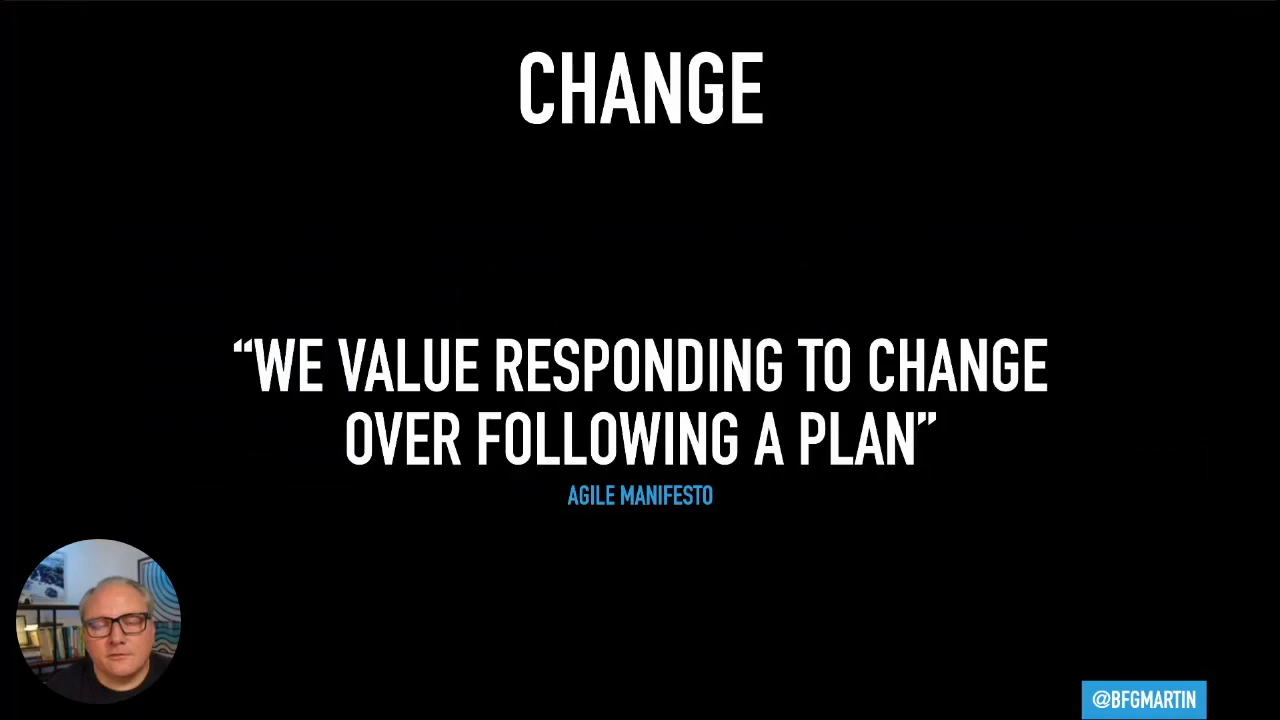 CHANGE
“WE VALUE RESPONDING TO CHANGE
OVER FOLLOWING A PLAN”
AGILE MANIFESTO
@BFGMARTIN